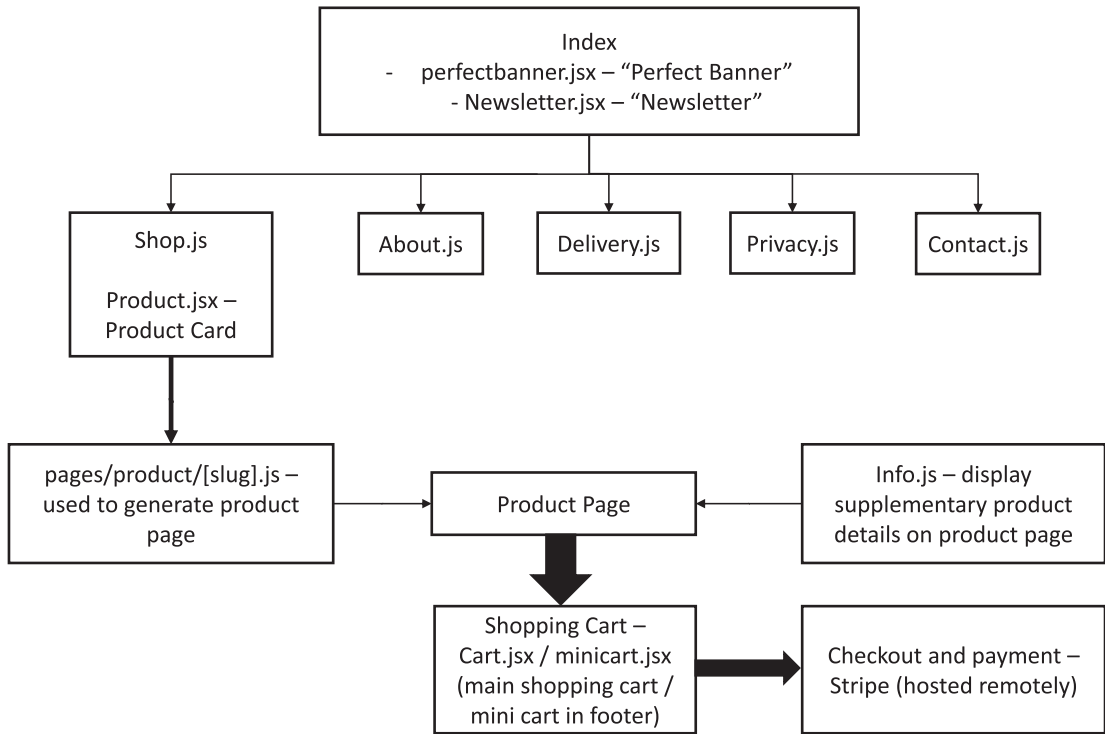 Index
- perfectbanner.jsx – “Perfect Banner”
- Newsletter.jsx – “Newsletter”
Shop.js
Product.jsx –
Product Card
About.js
Delivery.js
Privacy.js
Contact.js
pages/product/[slug].js –
used to generate product
page
Product Page
Info.js – display
supplementary product
details on product page
Shopping Cart –
Cart.jsx / minicart.jsx
(main shopping cart /
mini cart in footer)
Checkout and payment –
Stripe (hosted remotely)